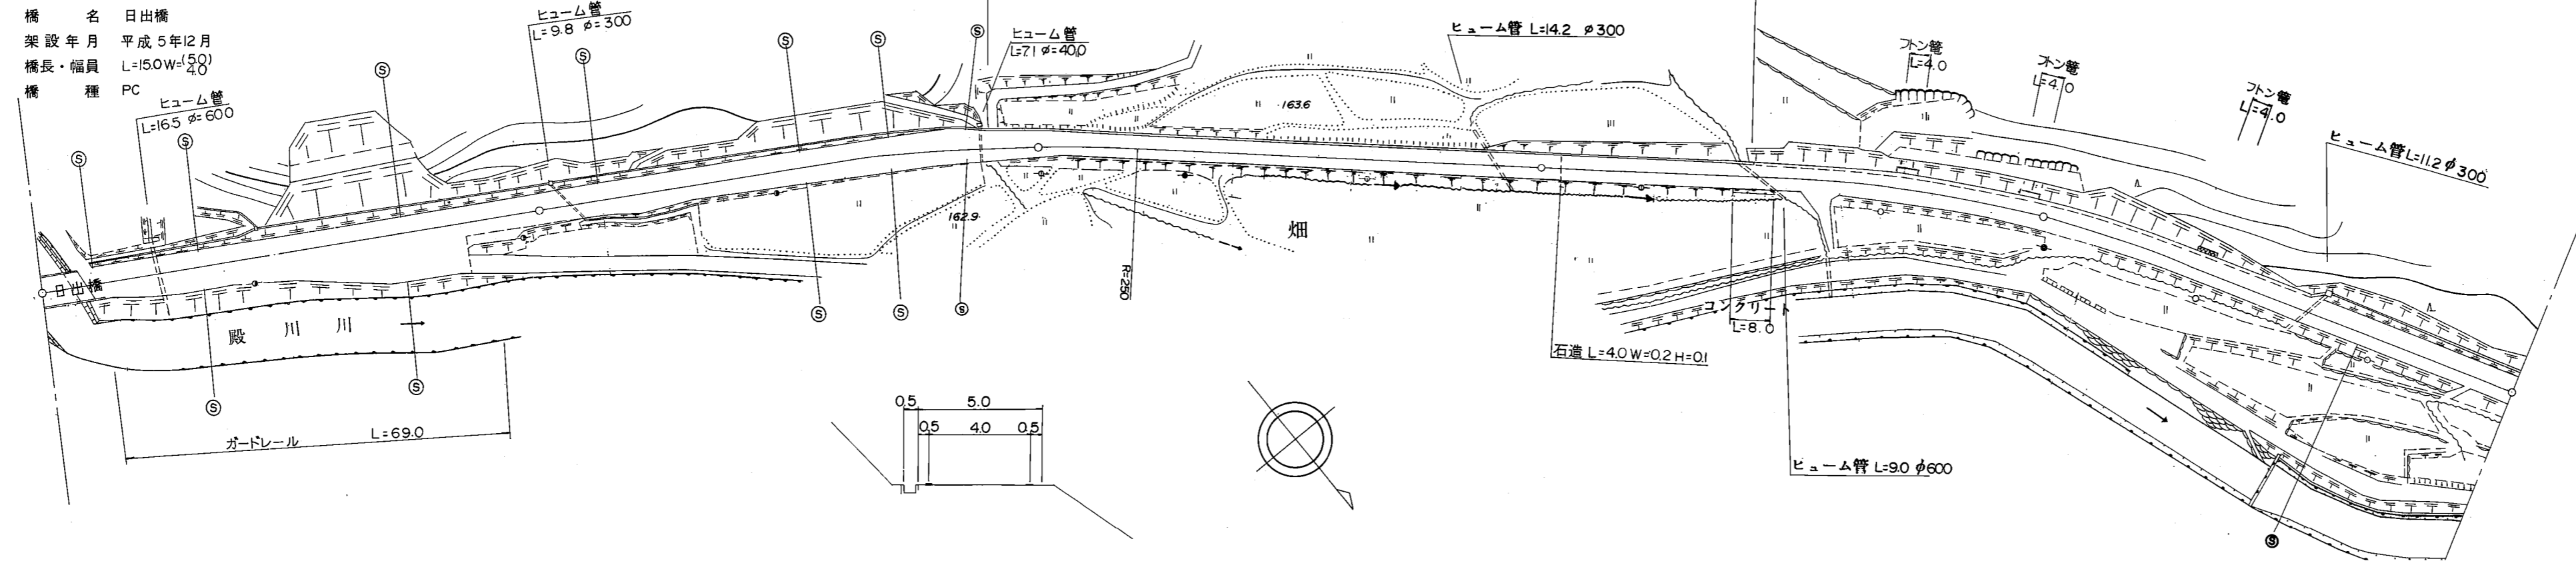 橋名 日出橋
架設年月 平成5年12月
橋長・幅員 L=15.0 W=(5.0)
4.0
橋種 PC
ヒューム管
L=16.5 φ=600
ヒューム管
L=9.8 φ=300
ヒューム管
L=7.1 φ=400
ヒューム管 L=14.2 φ300
フトン篭
L=4.0
フトン篭
L=4.0
フトン篭
L=4.0
ヒューム管 L=11.2 φ300
Ⓢ
Ⓢ
Ⓢ
Ⓢ
Ⓢ
Ⓢ
Ⓢ
163.6
162.9
畑
R=250
日出橋
殿川川
Ⓢ
Ⓢ
Ⓢ
Ⓢ
Ⓢ
コンクリート
L=8.0
石造 L=4.0 W=0.2 H=0.1
ガードレール L=69.0
0.5 5.0
0.5 4.0 0.5
ヒューム管 L=9.0 φ600
Ⓢ